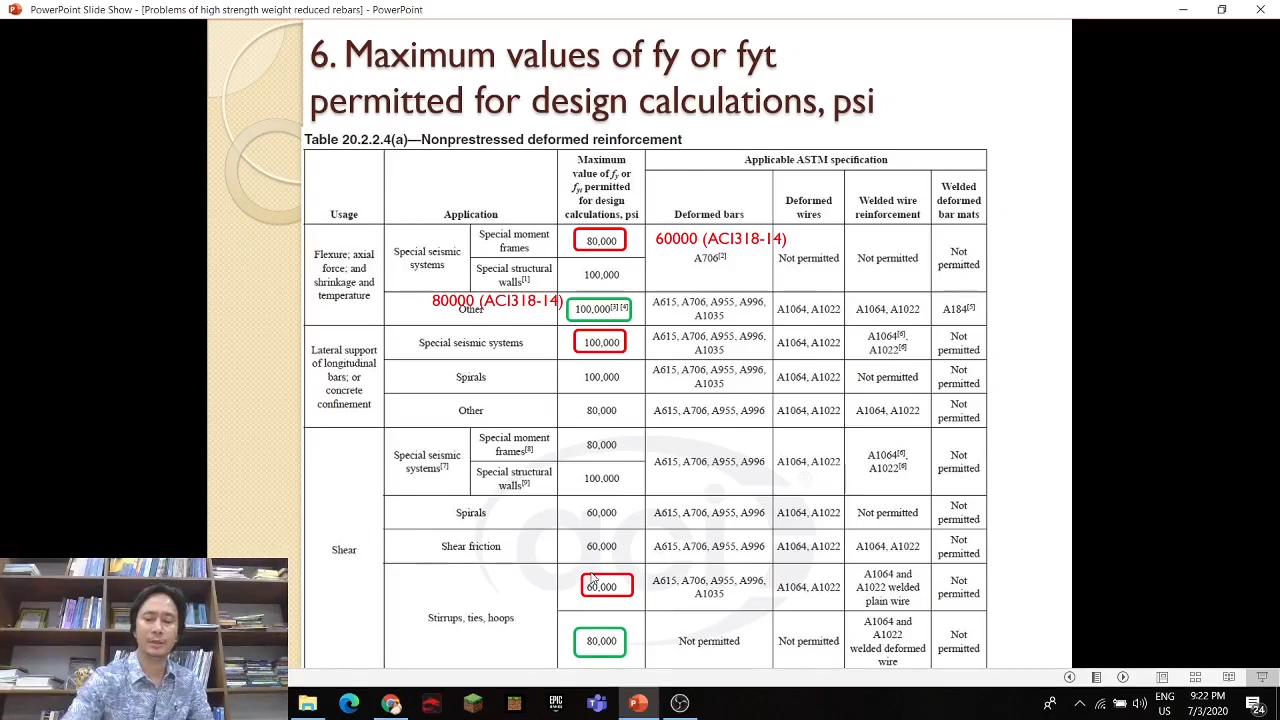 PowerPoint Slide Show - [Problems of high strength weight reduced rebars] - PowerPoint
6. Maximum values of fy or fyt
permitted for design calculations, psi
Table 20.2.2.4(a)—Nonprestressed deformed reinforcement
Usage
Application
Maximum
value of fy or
fyt permitted
for design
calculations, psi
Applicable ASTM specification
Deformed bars
Deformed
wires
Welded wire
reinforcement
Welded
deformed
bar mats
Flexure; axial
force; and
shrinkage and
temperature
Special seismic
systems
Special moment
frames
80,000
60000 (ACI318-14)
A706[2]
Not permitted
Not permitted
Not
permitted
Special structural
walls[1]
100,000
80000 (ACI318-14)
Other
100,000[3] [4]
A615, A706, A955, A996,
A1035
A1064, A1022
A1064, A1022
A184[5]
Lateral support
of longitudinal
bars; or
concrete
confinement
Special seismic systems
100,000
A615, A706, A955, A996,
A1035
A1064, A1022
A1064[6],
A1022[6]
Not
permitted
Spirals
100,000
A615, A706, A955, A996,
A1035
A1064, A1022
Not permitted
Not
permitted
Other
80,000
A615, A706, A955, A996
A1064, A1022
A1064, A1022
Not
permitted
Shear
Special seismic
systems[7]
Special moment
frames[8]
80,000
Special structural
walls[9]
100,000
A615, A706, A955, A996
A1064, A1022
A1064[6],
A1022[6]
Not
permitted
Spirals
60,000
A615, A706, A955, A996
A1064, A1022
Not permitted
Not
permitted
Shear friction
60,000
A615, A706, A955, A996
A1064, A1022
A1064, A1022
Not
permitted
Stirrups, ties, hoops
60,000
A615, A706, A955, A996,
A1035
A1064, A1022
A1064 and
A1022 welded
plain wire
Not
permitted
80,000
Not permitted
Not permitted
A1064 and
A1022
welded deformed
wire
Not
permitted
aci
EPIC
GAMES
ENG
US
9:22 PM
7/3/2020
24